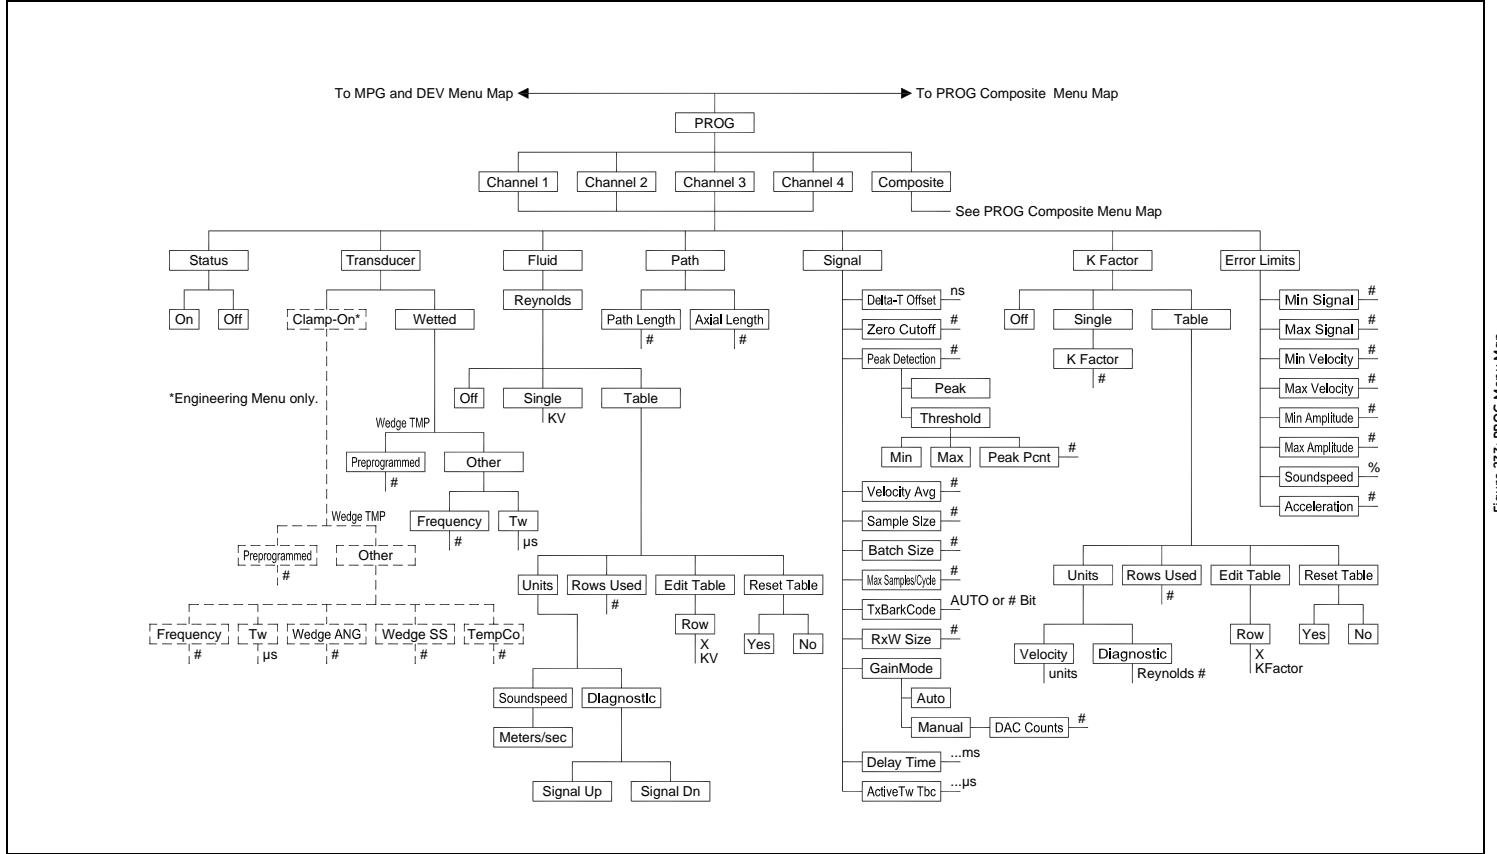 To MPG and DEV Menu Map
To PROG Composite Menu Map
PROG
Channel 1
Channel 2
Channel 3
Channel 4
Composite
See PROG Composite Menu Map
Status
Transducer
Fluid
Path
Signal
K Factor
Error Limits
On
Off
Clamp-On*
Wetted
Reynolds
Path Length
#
Axial Length
#
*Engineering Menu only.
Wedge TMP
Preprogrammed
#
Other
Frequency
#
Tw
µs
Wedge TMP
Preprogrammed
#
Other
Frequency
#
Tw
µs
Wedge ANG
#
Wedge SS
#
TempCo
#
Off
Single
KV
Table
Units
Rows Used
#
Edit Table
Reset Table
Row
X
KV
Yes
No
Soundspeed
Diagnostic
Meters/sec
Signal Up
Signal Dn
Delta-T Offset
ns
Zero Cutoff
#
Peak Detection
#
Peak
Threshold
Min
Max
Peak Pcnt
#
Velocity Avg
#
Sample SIze
#
Batch Size
#
Max Samples/Cycle
#
TxBarkCode
AUTO or # Bit
RxW Size
#
GainMode
Auto
Manual
DAC Counts
#
Delay Time
...ms
ActiveTw Tbc
...µs
Off
Single
Table
K Factor
#
Units
Rows Used
#
Edit Table
Reset Table
Velocity
units
Diagnostic
Reynolds #
Row
X
KFactor
Yes
No
Min Signal
#
Max Signal
#
Min Velocity
#
Max Velocity
#
Min Amplitude
#
Max Amplitude
#
Soundspeed
%
Acceleration
#
Figure 233: PROG Menu Map